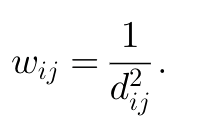 w_{ij} = \frac{1}{d_{ij}^2}.